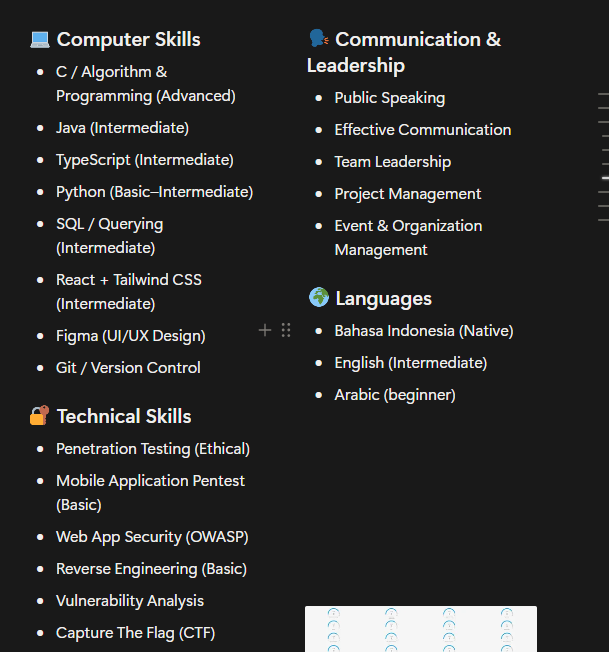 💻 Computer Skills
• C / Algorithm &
Programming (Advanced)
• Java (Intermediate)
• TypeScript (Intermediate)
• Python (Basic–Intermediate)
• SQL / Querying
(Intermediate)
• React + Tailwind CSS
(Intermediate)
• Figma (UI/UX Design)
• Git / Version Control
🔐 Technical Skills
• Penetration Testing (Ethical)
• Mobile Application Pentest
(Basic)
• Web App Security (OWASP)
• Reverse Engineering (Basic)
• Vulnerability Analysis
• Capture The Flag (CTF)
🗣️ Communication &
Leadership
• Public Speaking
• Effective Communication
• Team Leadership
• Project Management
• Event & Organization
Management
🌍 Languages
• Bahasa Indonesia (Native)
• English (Intermediate)
• Arabic (beginner)